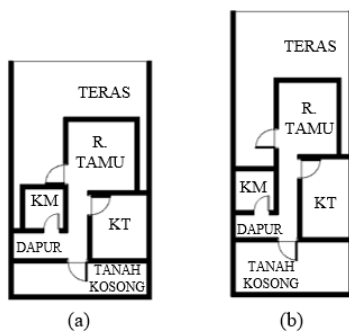 TERAS
R.
TAMU
KM
KT
DAPUR
TANAH
KOSONG
(a)
TERAS
R.
TAMU
KM
KT
DAPUR
TANAH
KOSONG
(b)